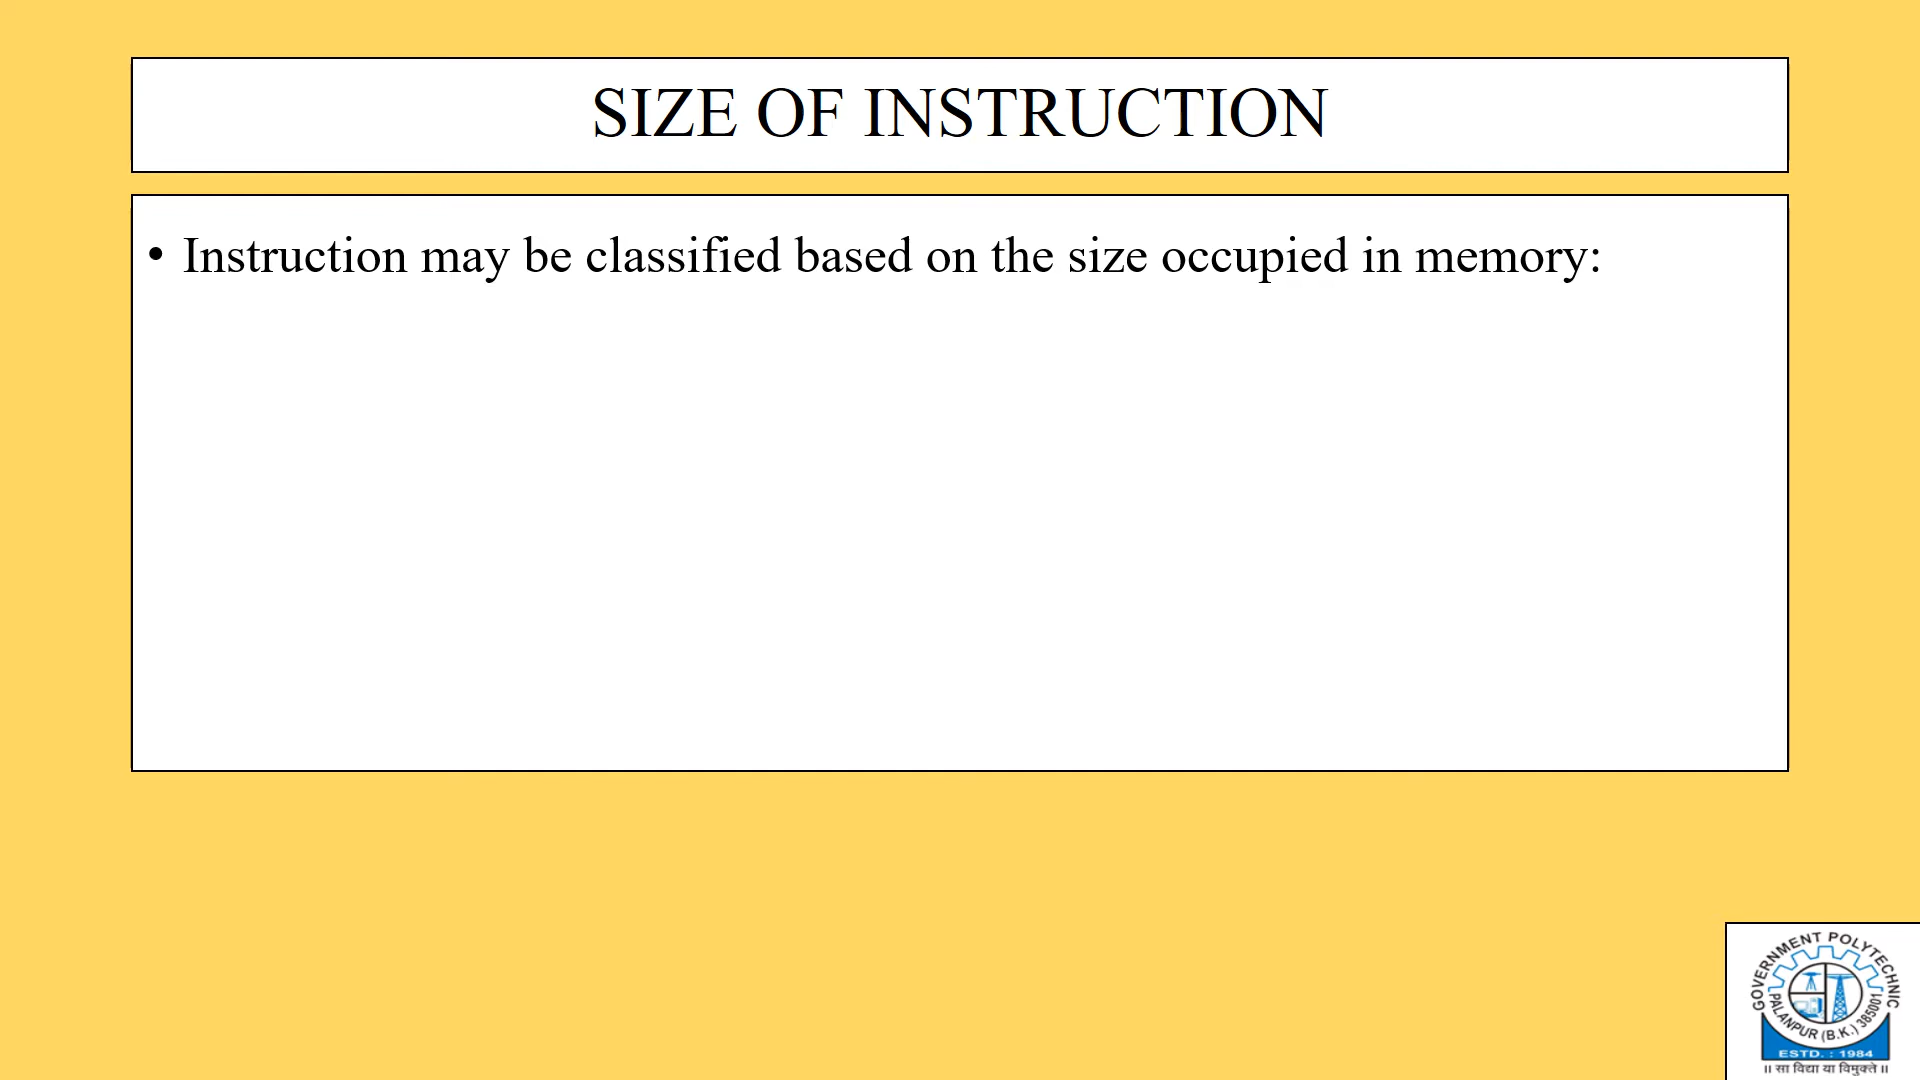 SIZE OF INSTRUCTION
• Instruction may be classified based on the size occupied in memory:
GOVERNMENT POLYTECHNIC
PALANPUR (B.K.) 385001
ESTD. : 1984
॥ सा विद्या या विमुक्ते ॥